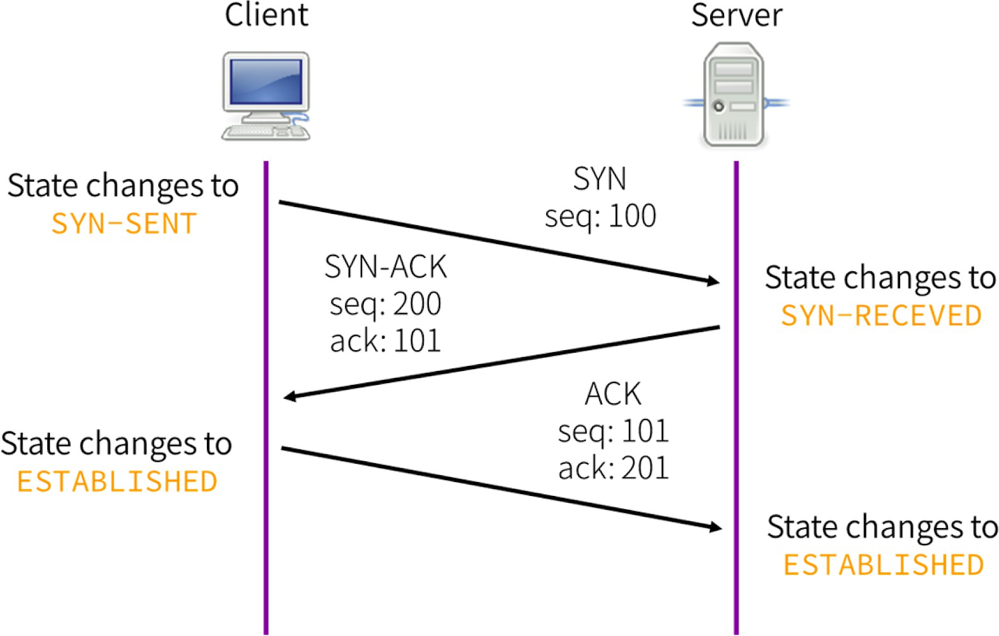 Client
Server
State changes to
SYN-SENT
SYN
seq: 100
SYN-ACK
seq: 200
ack: 101
State changes to
SYN-RECEVED
ACK
seq: 101
ack: 201
State changes to
ESTABLISHED
State changes to
ESTABLISHED